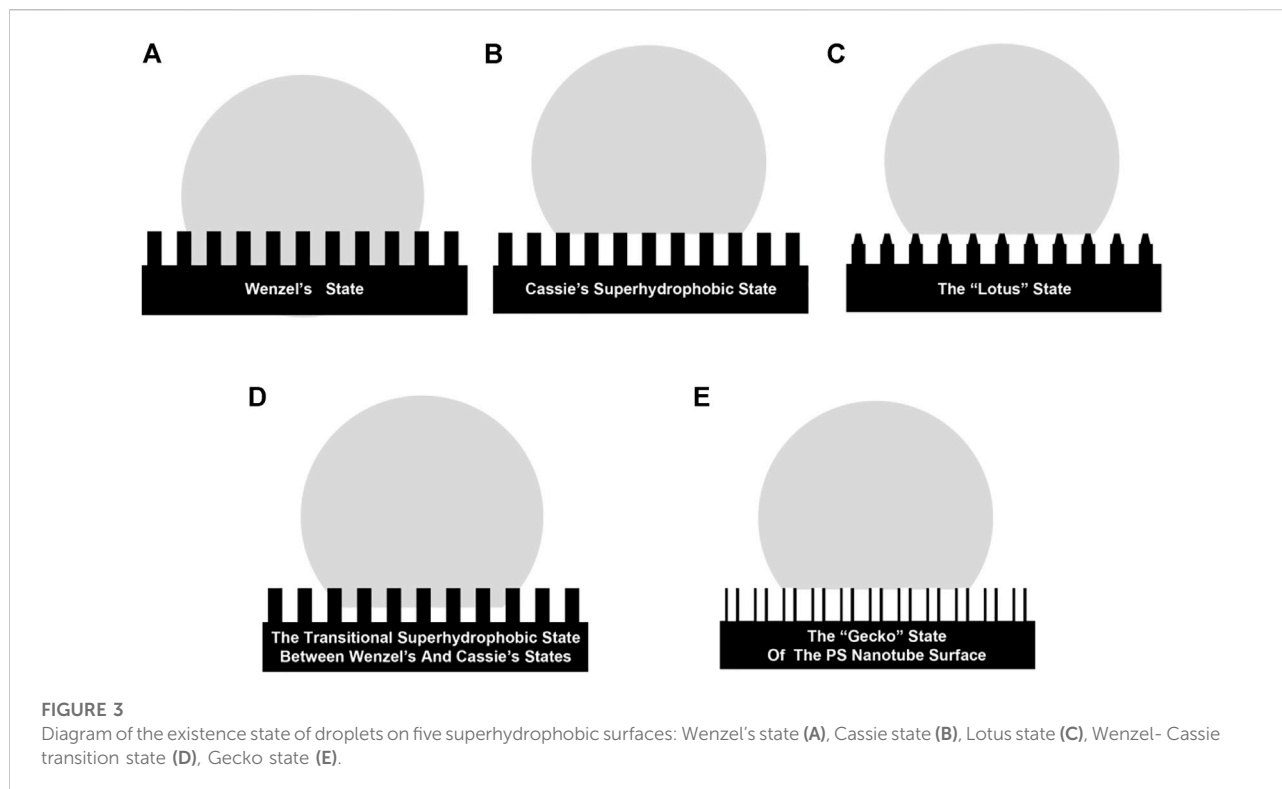 A
B
C
Wenzel's State
Cassie's Superhydrophobic State
The “Lotus” State
D
E
The Transitional Superhydrophobic State
Between Wenzel's And Cassie's States
The “Gecko” State
Of The PS Nanotube Surface
FIGURE 3
Diagram of the existence state of droplets on five superhydrophobic surfaces: Wenzel's state (A), Cassie state (B), Lotus state (C), Wenzel- Cassie
transition state (D), Gecko state (E).